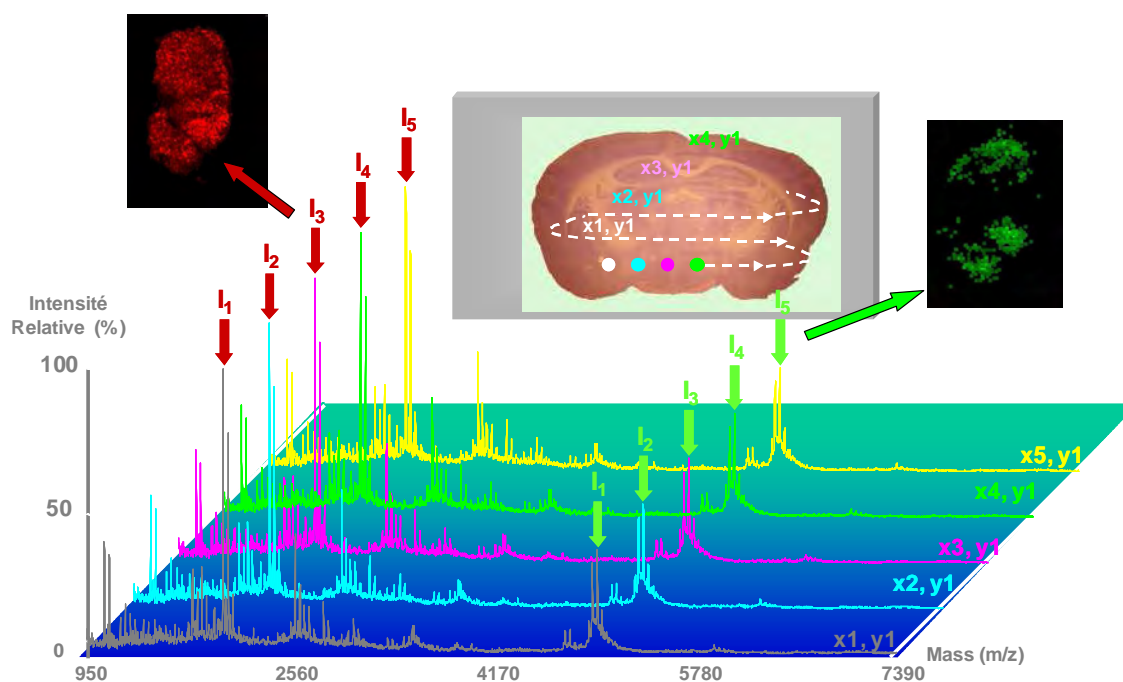 I5
I4
I3
I2
I1
x4, y1
x3, y1
x2, y1
x1, y1
Intensité
Relative (%)
I5
I4
I3
I2
I1
100
50
0
x5, y1
x4, y1
x3, y1
x2, y1
x1, y1
Mass (m/z)
950
2560
4170
5780
7390